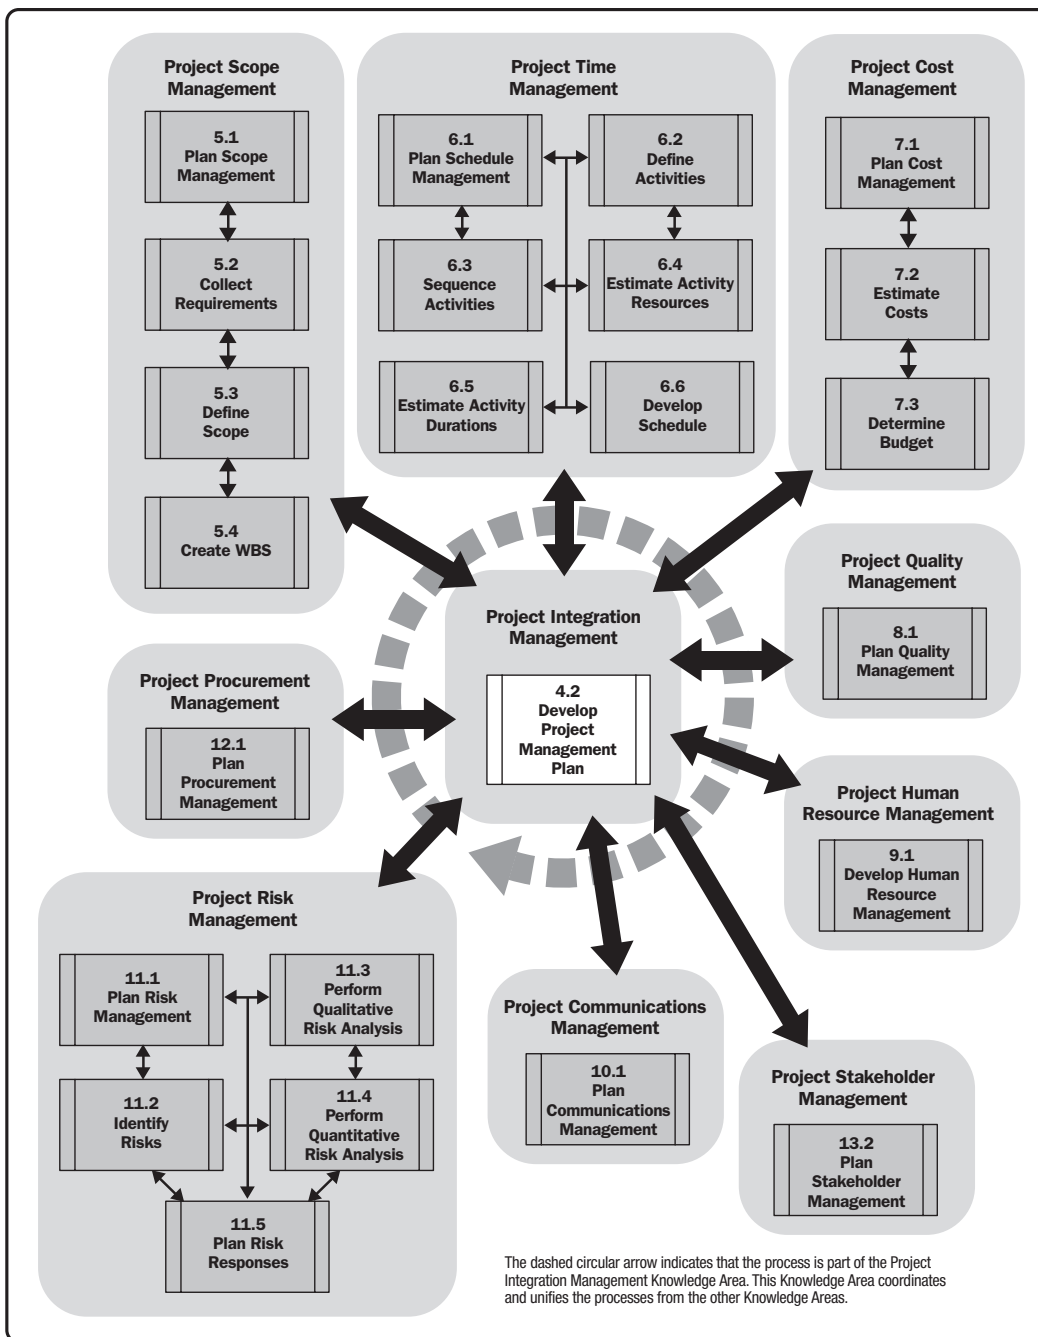 Project Scope
Management
5.1
Plan Scope
Management
5.2
Collect
Requirements
5.3
Define
Scope
5.4
Create WBS
Project Time
Management
6.1
Plan Schedule
Management
6.2
Define
Activities
6.3
Sequence
Activities
6.4
Estimate Activity
Resources
6.5
Estimate Activity
Durations
6.6
Develop
Schedule
Project Cost
Management
7.1
Plan Cost
Management
7.2
Estimate
Costs
7.3
Determine
Budget
Project Integration
Management
4.2
Develop
Project
Management
Plan
Project Quality
Management
8.1
Plan Quality
Management
Project Procurement
Management
12.1
Plan
Procurement
Management
Project Human
Resource Management
9.1
Develop Human
Resource
Management
Project Risk
Management
11.1
Plan Risk
Management
11.3
Perform
Qualitative
Risk Analysis
11.2
Identify
Risks
11.4
Perform
Quantitative
Risk Analysis
11.5
Plan Risk
Responses
Project Communications
Management
10.1
Plan
Communications
Management
Project Stakeholder
Management
13.2
Plan
Stakeholder
Management
The dashed circular arrow indicates that the process is part of the Project
Integration Management Knowledge Area. This Knowledge Area coordinates
and unifies the processes from the other Knowledge Areas.